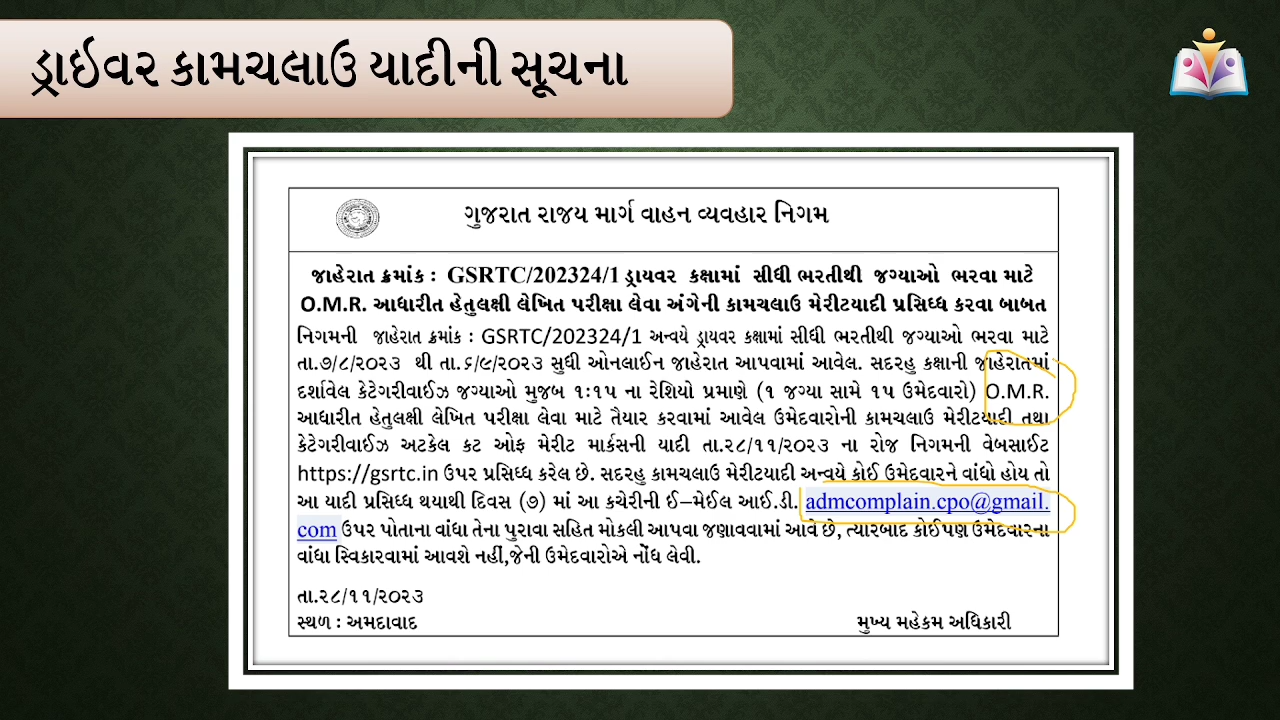 ડ્રાઇવર કામચલાઉ યાદીની સૂચના
ગુજરાત રાજય માર્ગ વાહન વ્યવહાર નિગમ
જાહેરાત ક્રમાંક : GSRTC/202324/1 ડ્રાયવર કક્ષામાં સીધી ભરતીથી જગ્યાઓ ભરવા માટે
O.M.R. આધારીત હેતુલક્ષી લેખિત પરીક્ષા લેવા અંગેની કામચલાઉ મેરીટયાદી પ્રસિધ્ધ કરવા બાબત
નિગમની જાહેરાત ક્રમાંક : GSRTC/202324/1 અન્વયે ડ્રાયવર કક્ષામાં સીધી ભરતીથી જગ્યાઓ ભરવા માટે
તા.૭/૮/૨૦૨૩ થી તા.૬/૯/૨૦૨૩ સુધી ઓનલાઈન જાહેરાત આપવામાં આવેલ. સદરહુ કક્ષાની જાહેરાતમાં
દર્શાવેલ કેટેગરીવાઈઝ જગ્યાઓ મુજબ ૧:૧૫ ના રેશિયો પ્રમાણે (૧ જગ્યા સામે ૧૫ ઉમેદવારો) O.M.R.
આધારીત હેતુલક્ષી લેખિત પરીક્ષા લેવા માટે તૈયાર કરવામાં આવેલ ઉમેદવારોની કામચલાઉ મેરીટયાદી તથા
કેટેગરીવાઈઝ અટકેલ કટ ઓફ મેરીટ માર્કસની યાદી તા.૨૮/૧૧/૨૦૨૩ ના રોજ નિગમની વેબસાઈટ
https://gsrtc.in ઉપર પ્રસિધ્ધ કરેલ છે. સદરહુ કામચલાઉ મેરીટયાદી અન્વયે કોઈ ઉમેદવારને વાંધો હોય તો
આ યાદી પ્રસિધ્ધ થયાથી દિવસ (૭) માં આ કચેરીની ઈ–મેઈલ આઈ.ડી. admcomplain.cpo@gmail.
com ઉપર પોતાના વાંધા તેના પુરાવા સહિત મોકલી આપવા જણાવવામાં આવે છે, ત્યારબાદ કોઈપણ ઉમેદવારના
વાંધા સ્વિકારવામાં આવશે નહીં,જેની ઉમેદવારોએ નોંધ લેવી.
તા.૨૮/૧૧/૨૦૨૩
સ્થળ : અમદાવાદ મુખ્ય મહેકમ અધિકારી